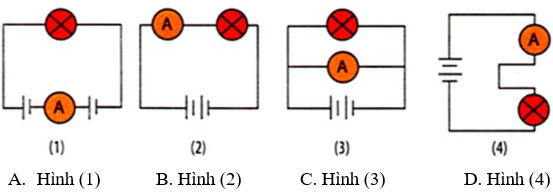 A
A
A
A
(1) (2) (3) (4)
A. Hình (1) B. Hình (2) C. Hình (3) D. Hình (4)